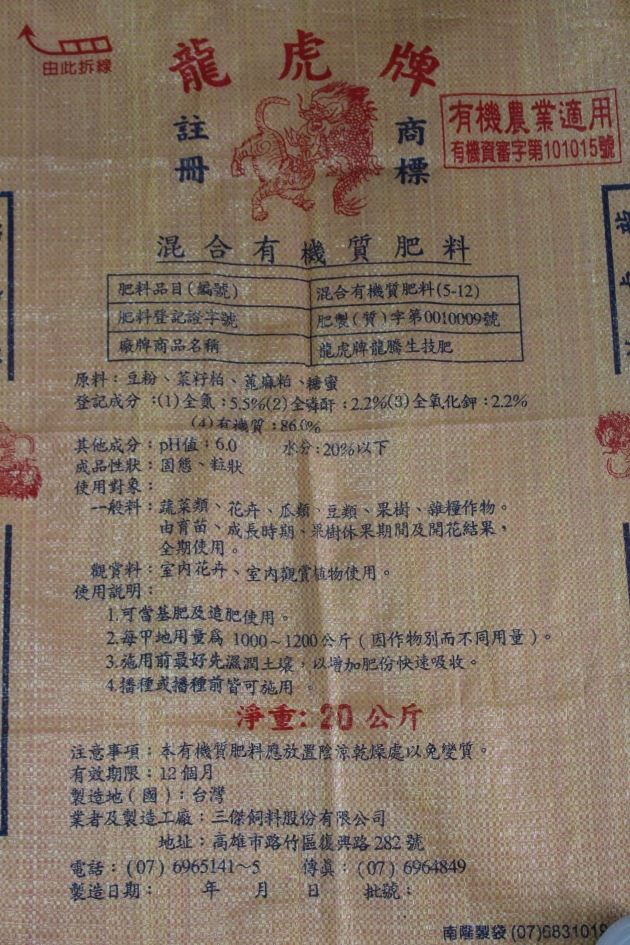 由此拆線
龍虎牌
註冊
商標
有機農業適用
有機資審字第101015號
混合有機質肥料
肥料品目(編號) 混合有機質肥料(5-12)
肥料登記證字號 肥製(質)字第0010009號
廠牌商品名稱 龍虎牌龍騰生技肥
原料：豆粉、菜籽粕、蓖麻粕、糖蜜
登記成分：(1)全氮：5.5%(2)全磷酐：2.2%(3)全氧化鉀：2.2%
(4)有機質：86.0%
其他成分：pH值：6.0 水分：20%以下
成品性狀：固態、粒狀
使用對象：
一般料：蔬菜類、花卉、瓜類、豆類、果樹、雜糧作物。
由育苗、成長時期、果樹休果期間及開花結果，
全期使用。
觀賞料：室內花卉、室內觀賞植物使用。
使用說明：
1.可當基肥及追肥使用。
2.每甲地用量為 1000~1200公斤(因作物別而不同用量)。
3.施用前最好先濕潤土壤，以增加肥份快速吸收。
4.播種或播種前皆可施用。
淨重：20公斤
注意事項：本有機質肥料應放置陰涼乾燥處以免變質。
有效期限：12個月
製造地(國)：台灣
業者及製造工廠：三傑飼料股份有限公司
地址：高雄市路竹區復興路282號
電話：(07) 6965141~5 傳真：(07) 6964849
製造日期： 年 月 日 批號：
南隆製袋 (07)6831019